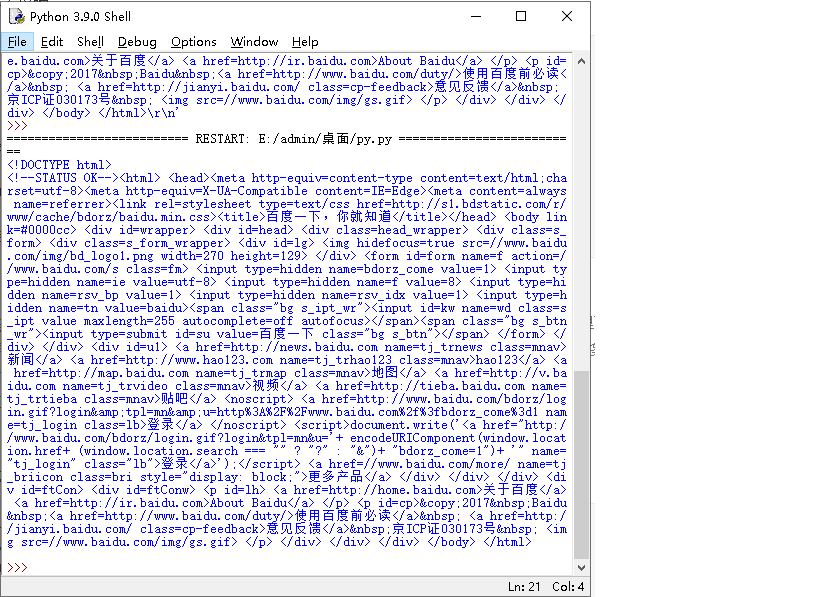 Python 3.9.0 Shell
File Edit Shell Debug Options Window Help
e.baidu.com>关于百度</a> <a href=http://ir.baidu.com>About Baidu</a> </p> <p id=
cp>&copy;2017&nbsp;Baidu&nbsp;<a href=http://www.baidu.com/duty/>使用百度前必读<
/a>&nbsp; <a href=http://jianyi.baidu.com/ class=cp-feedback>意见反馈</a>&nbsp;
京ICP证030173号&nbsp; <img src=//www.baidu.com/img/gs.gif> </p> </div> </div> </
div> </body> </html>\r\n'
>>>
========================= RESTART: E:/admin/桌面/py.py =======================
==
<!DOCTYPE html>
<!--STATUS OK--><html> <head><meta http-equiv=content-type content=text/html;cha
rset=utf-8><meta http-equiv=X-UA-Compatible content=IE=Edge><meta content=always
 name=referrer><link rel=stylesheet type=text/css href=http://s1.bdstatic.com/r/
www/cache/bdorz/baidu.min.css><title>百度一下，你就知道</title></head> <body lin
k=#0000cc> <div id=wrapper> <div id=head> <div class=head_wrapper> <div class=s_
form> <div class=s_form_wrapper> <div id=lg> <img hidefocus=true src=//www.baidu
.com/img/bd_logo1.png width=270 height=129> </div> <form id=form name=f action=/
/www.baidu.com/s class=fm> <input type=hidden name=bdorz_come value=1> <input ty
pe=hidden name=ie value=utf-8> <input type=hidden name=f value=8> <input type=hi
dden name=rsv_bp value=1> <input type=hidden name=rsv_idx value=1> <input type=h
idden name=tn value=baidu><span class="bg s_ipt_wr"><input id=kw name=wd class=s
_ipt value maxlength=255 autocomplete=off autofocus></span><span class="bg s_btn
_wr"><input type=submit id=su value=百度一下 class="bg s_btn"></span> </form> </
div> </div> <div id=u1> <a href=http://news.baidu.com name=tj_trnews class=mnav>
新闻</a> <a href=http://www.hao123.com name=tj_trhao123 class=mnav>hao123</a> <a
 href=http://map.baidu.com name=tj_trmap class=mnav>地图</a> <a href=http://v.ba
idu.com name=tj_trvideo class=mnav>视频</a> <a href=http://tieba.baidu.com name=
tj_trtieba class=mnav>贴吧</a> <noscript> <a href=http://www.baidu.com/bdorz/log
in.gif?login&amp;tpl=mn&amp;u=http%3A%2F%2Fwww.baidu.com%2f%3fbdorz_come%3d1 nam
e=tj_login class=lb>登录</a> </noscript> <script>document.write('<a href="http:/
/www.baidu.com/bdorz/login.gif?login&tpl=mn&u='+ encodeURIComponent(window.locat
ion.href+ (window.location.search === "" ? "?" : "&")+ "bdorz_come=1")+ '" name=
"tj_login" class="lb">登录</a>');</script> <a href=//www.baidu.com/more/ name=tj
_briicon class=bri style="display: block;">更多产品</a> </div> </div> </div> <di
v id=ftCon> <div id=ftConw> <p id=lh> <a href=http://home.baidu.com>关于百度</a>
 <a href=http://ir.baidu.com>About Baidu</a> </p> <p id=cp>&copy;2017&nbsp;Baidu
&nbsp;<a href=http://www.baidu.com/duty/>使用百度前必读</a>&nbsp; <a href=http:/
/jianyi.baidu.com/ class=cp-feedback>意见反馈</a>&nbsp;京ICP证030173号&nbsp; <im
g src=//www.baidu.com/img/gs.gif> </p> </div> </div> </div> </body> </html>
>>>
Ln: 21 Col: 4